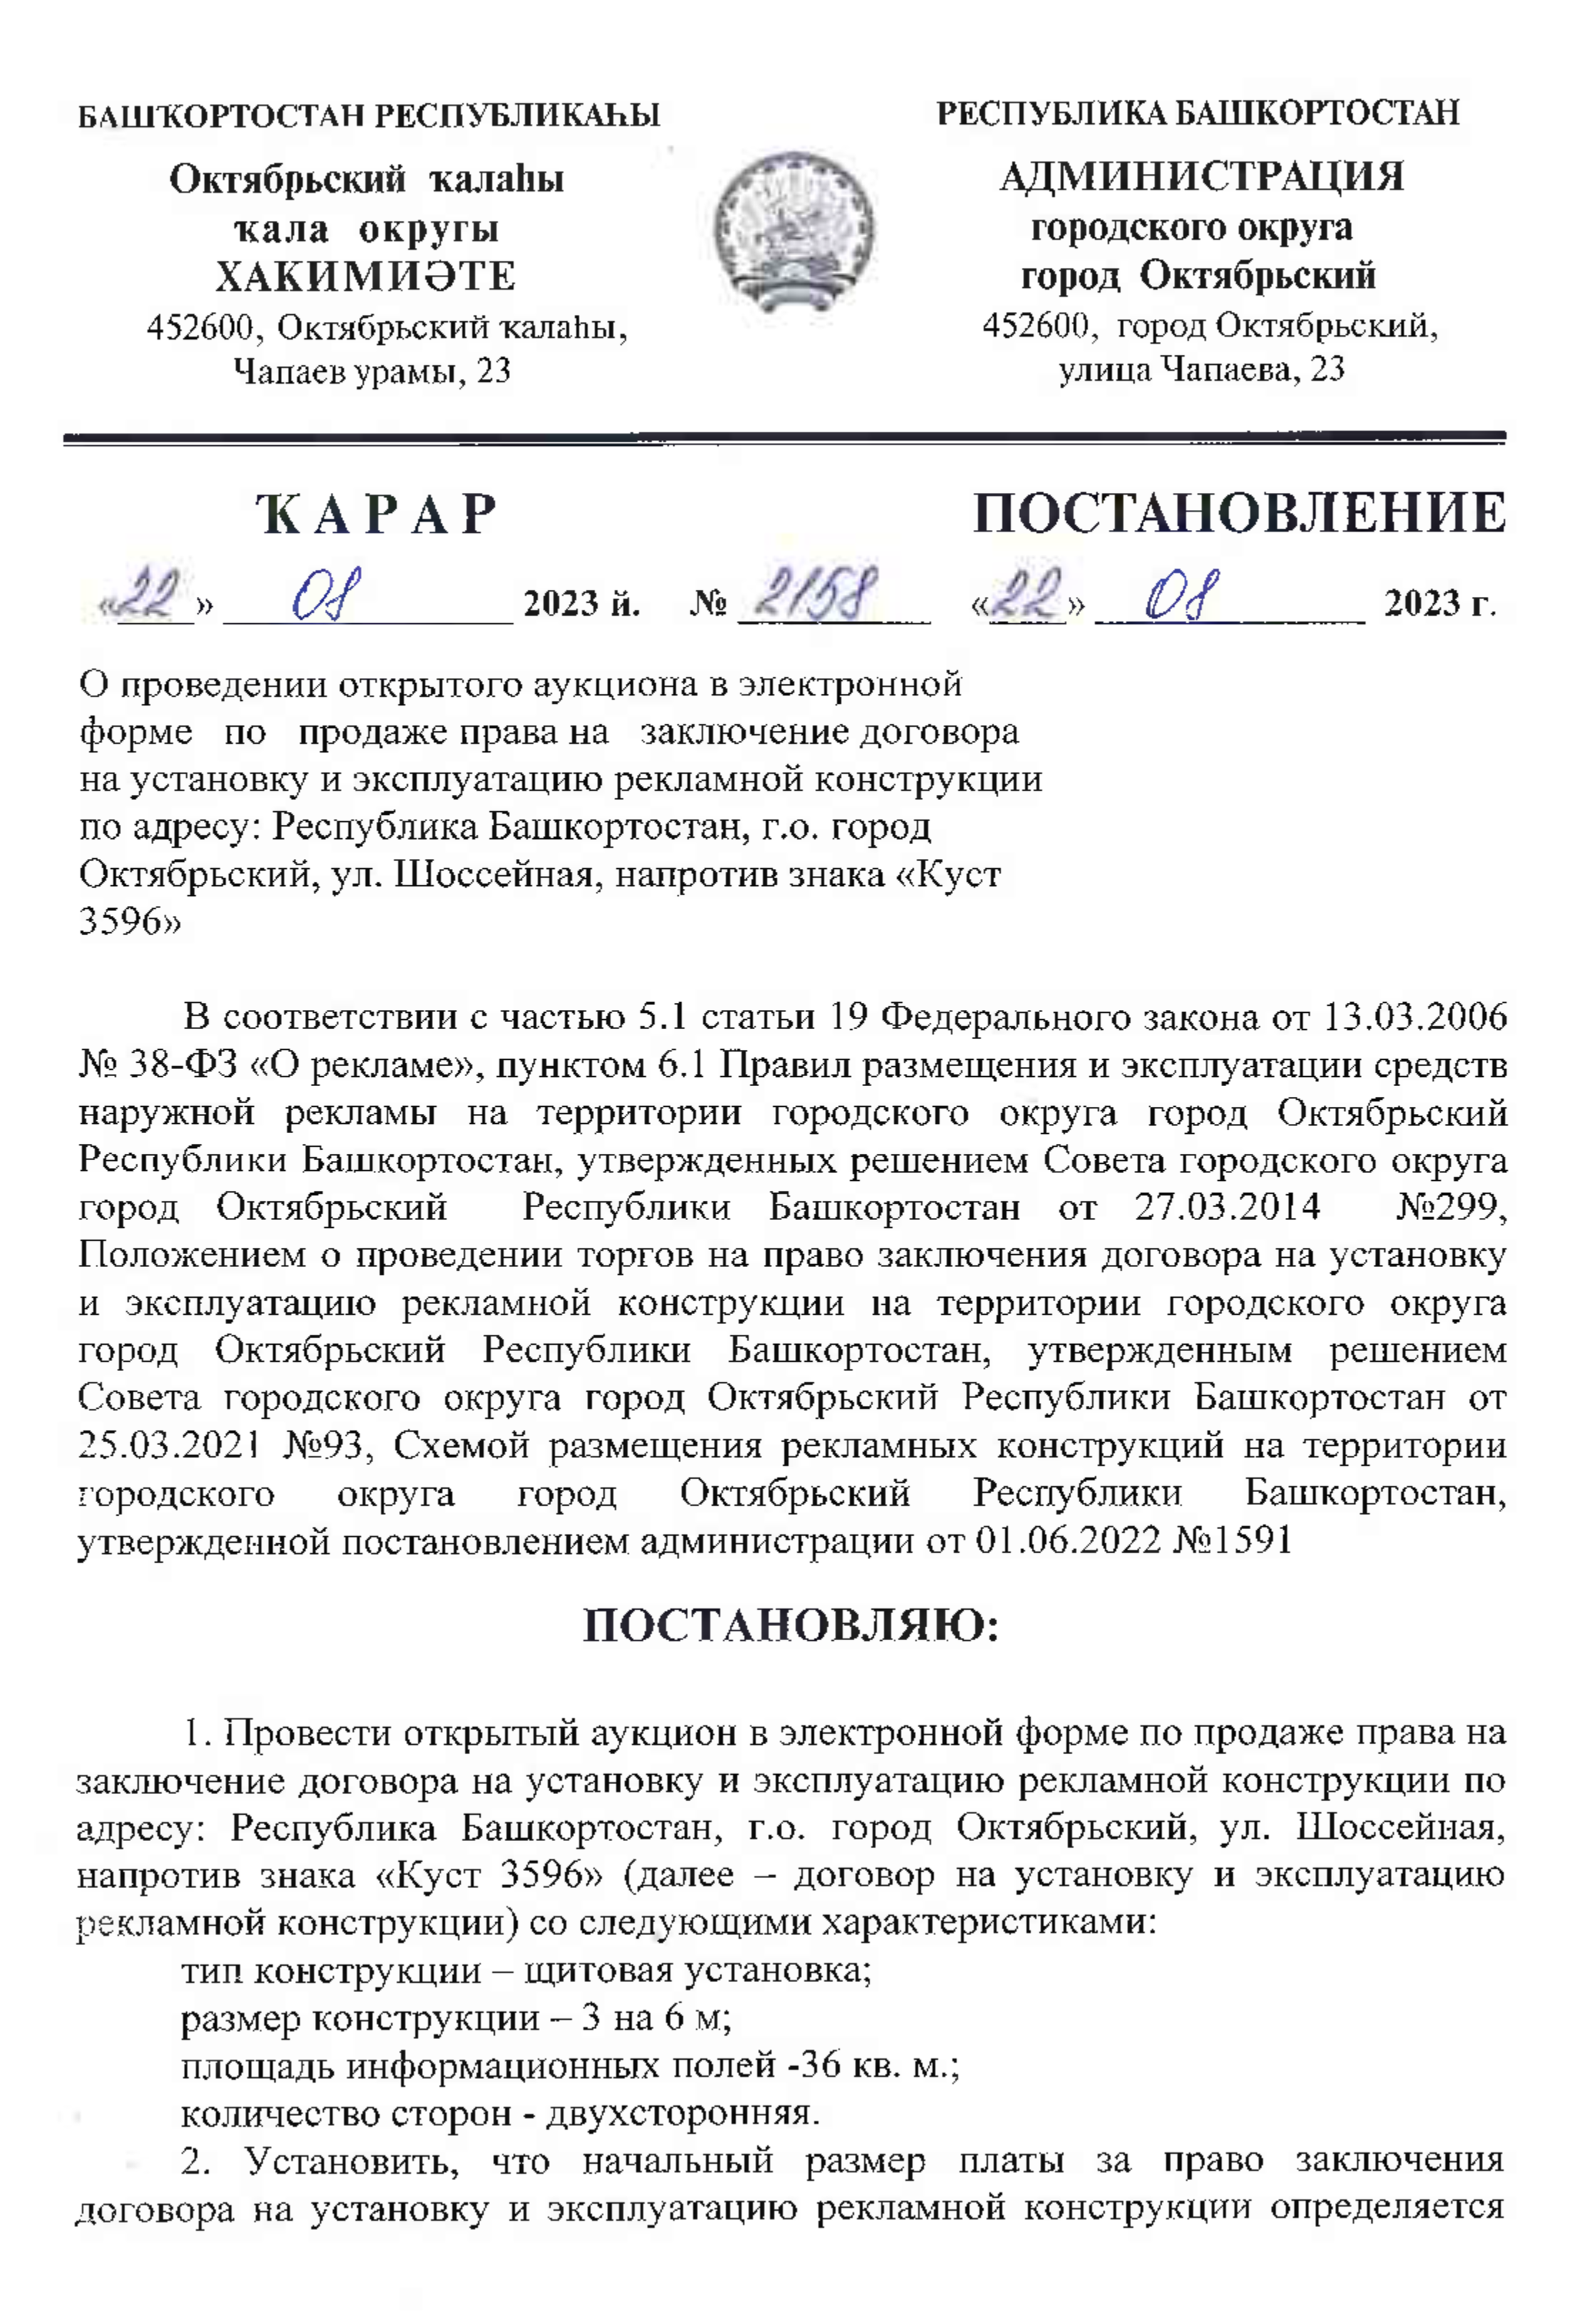 БАШҠОРТОСТАН РЕСПУБЛИКАҺЫ
Октябрьский ҡалаһы
ҡала округы
ХАКИМИӘТЕ
452600, Октябрьский ҡалаһы,
Чапаев урамы, 23
РЕСПУБЛИКА БАШКОРТОСТАН
АДМИНИСТРАЦИЯ
городского округа
город Октябрьский
452600, город Октябрьский,
улица Чапаева, 23
ҠАРАР
ПОСТАНОВЛЕНИЕ
«22» 08 2023 й. № 2158 «22» 08 2023 г.
О проведении открытого аукциона в электронной
форме по продаже права на заключение договора
на установку и эксплуатацию рекламной конструкции
по адресу: Республика Башкортостан, г.о. город
Октябрьский, ул. Шоссейная, напротив знака «Куст
3596»
В соответствии с частью 5.1 статьи 19 Федерального закона от 13.03.2006
№ 38-ФЗ «О рекламе», пунктом 6.1 Правил размещения и эксплуатации средств
наружной рекламы на территории городского округа город Октябрьский
Республики Башкортостан, утвержденных решением Совета городского округа
город Октябрьский Республики Башкортостан от 27.03.2014 №299,
Положением о проведении торгов на право заключения договора на установку
и эксплуатацию рекламной конструкции на территории городского округа
город Октябрьский Республики Башкортостан, утвержденным решением
Совета городского округа город Октябрьский Республики Башкортостан от
25.03.2021 №93, Схемой размещения рекламных конструкций на территории
городского округа город Октябрьский Республики Башкортостан,
утвержденной постановлением администрации от 01.06.2022 №1591
ПОСТАНОВЛЯЮ:
1. Провести открытый аукцион в электронной форме по продаже права на
заключение договора на установку и эксплуатацию рекламной конструкции по
адресу: Республика Башкортостан, г.о. город Октябрьский, ул. Шоссейная,
напротив знака «Куст 3596» (далее – договор на установку и эксплуатацию
рекламной конструкции) со следующими характеристиками:
тип конструкции – щитовая установка;
размер конструкции – 3 на 6 м;
площадь информационных полей -36 кв. м.;
количество сторон - двухсторонняя.
2. Установить, что начальный размер платы за право заключения
договора на установку и эксплуатацию рекламной конструкции определяется